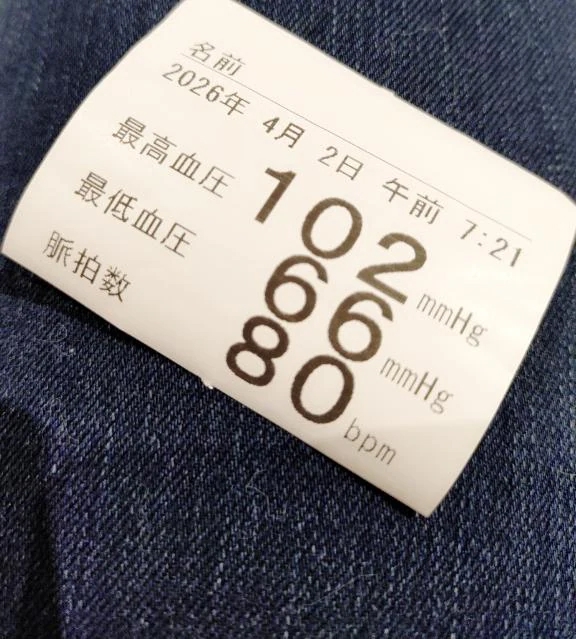 名前
2026年 4月 2日 午前 7:21
最高血圧 102 mmHg
最低血圧 66 mmHg
脈拍数 80 bpm